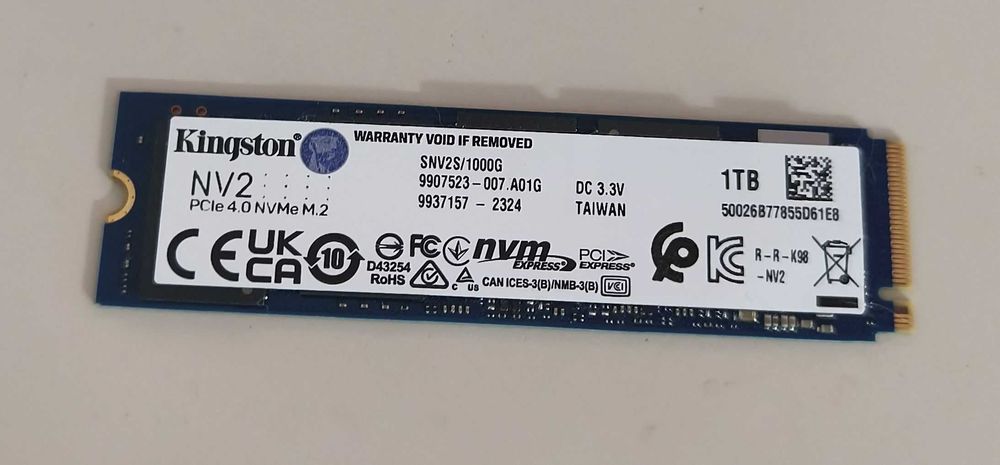 Kingston
WARRANTY VOID IF REMOVED
NV2
PCIe 4.0 NVMe M.2
SNV2S/1000G
9907523-007.A01G
9937157 - 2324
DC 3.3V
TAIWAN
1TB
50026B77855D61E8
CE
UK
CA
10
D43254
RoHS
FC
nvm
EXPRESS
PCI
EXPRESS
C US
CAN ICES-3(B)/NMB-3(B)
VCI
R-R-K98
-NV2